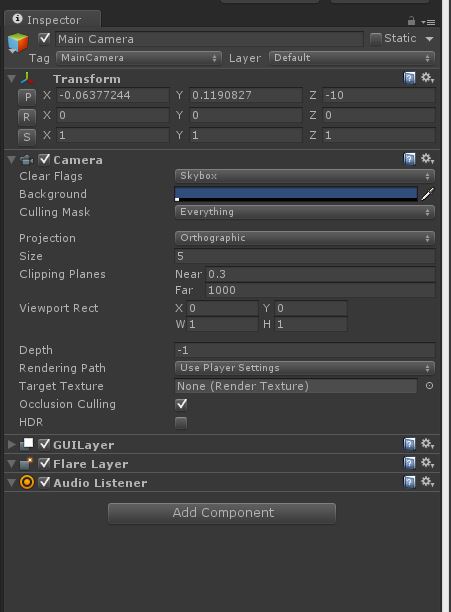 Inspector
Main Camera Static
Tag MainCamera Layer Default
Transform
P X -0.06377244 Y 0.1190827 Z -10
R X 0 Y 0 Z 0
S X 1 Y 1 Z 1
Camera
Clear Flags Skybox
Background
Culling Mask Everything
Projection Orthographic
Size 5
Clipping Planes Near 0.3
Far 1000
Viewport Rect X 0 Y 0
W 1 H 1
Depth -1
Rendering Path Use Player Settings
Target Texture None (Render Texture)
Occlusion Culling
HDR
GUILayer
Flare Layer
Audio Listener
Add Component